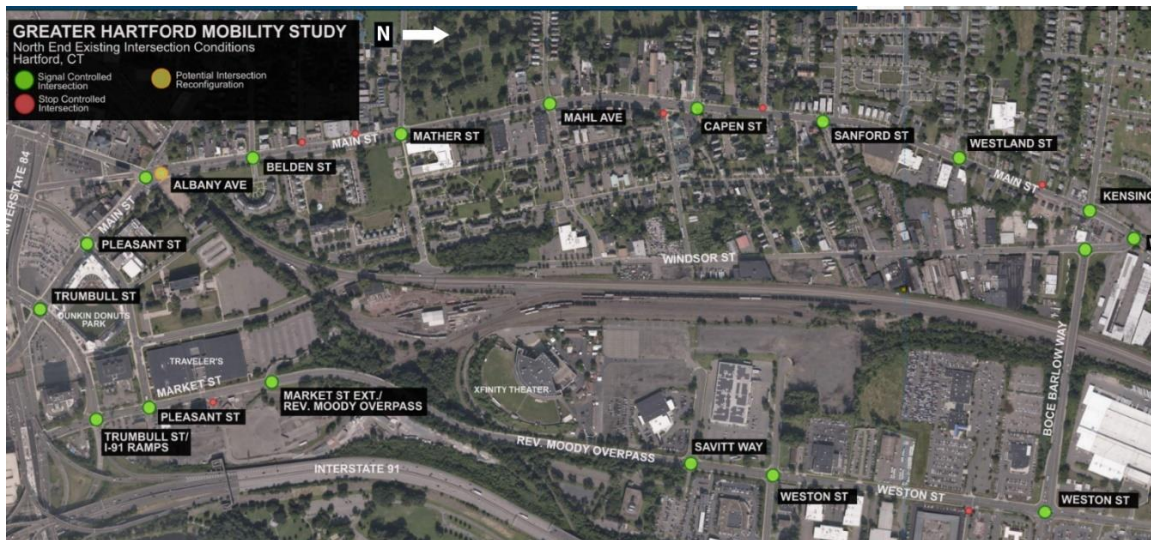 GREATER HARTFORD MOBILITY STUDY
North End Existing Intersection Conditions
Hartford, CT
Signal Controlled
Intersection
Potential Intersection
Reconfiguration
Stop Controlled
Intersection
N
MAHL AVE
CAPEN ST
SANFORD ST
MATHER ST
MAIN ST
BELDEN ST
WESTLAND ST
MAIN ST
ALBANY AVE
KENSING
INTERSTATE 84
MAIN ST
PLEASANT ST
WINDSOR ST
TRUMBULL ST
DUNKIN DONUTS
PARK
BOCE BARLOW WAY
TRAVELER'S
MARKET ST
XFINITY THEATER
MARKET ST EXT./
REV. MOODY OVERPASS
PLEASANT ST
TRUMBULL ST/
I-91 RAMPS
REV. MOODY OVERPASS
SAVITT WAY
INTERSTATE 91
WESTON ST
WESTON ST
WESTON ST